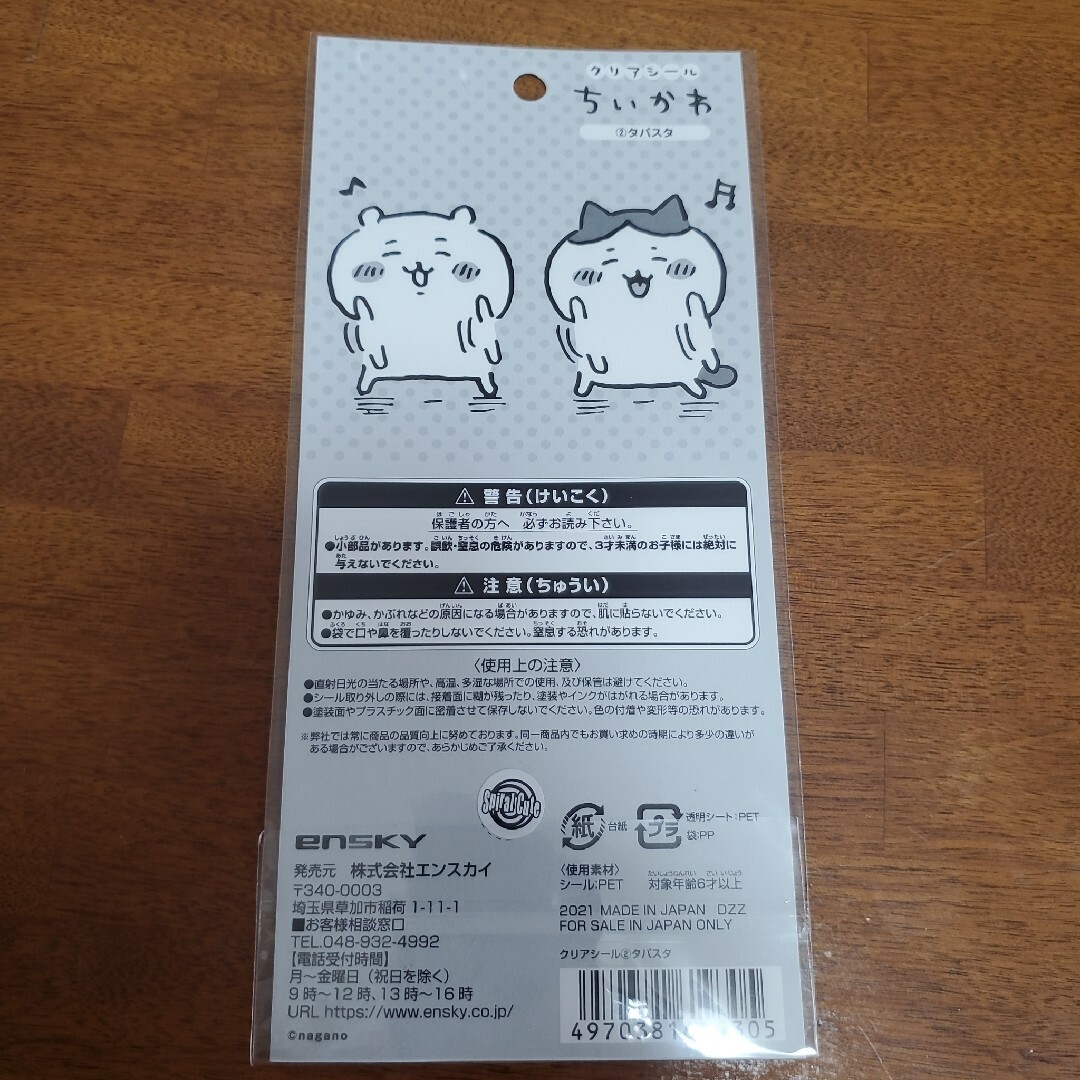 クリアシール
ちいかわ
②タパスタ
⚠ 警告(けいこく)
保護者の方へ 必ずお読み下さい。
●小部品があります。誤飲・窒息の危険がありますので、3才未満のお子様には絶対に
与えないでください。
⚠ 注意(ちゅうい)
●かゆみ、かぶれなどの原因になる場合がありますので、肌に貼らないでください。
●袋で口や鼻を覆ったりしないでください。窒息する恐れがあります。
〈使用上の注意〉
●直射日光の当たる場所や、高温、多湿な場所での使用、及び保管は避けてください。
●シール取り外しの際には、接着面に糊が残ったり、塗装やインクがはがれる場合があります。
●塗装面やプラスチック面に密着させて保存しないでください。色の付着や変形等の恐れがあります。
※弊社では常に商品の品質向上に努めております。同一商品内でもお買い求めの時期により多少の違いが
ある場合がございますので、あらかじめご了承ください。
Spiral Cute
ensky
発売元 株式会社エンスカイ
〒340-0003
埼玉県草加市稲荷1-11-1
■お客様相談窓口
TEL.048-932-4992
【電話受付時間】
月～金曜日(祝日を除く)
9時～12時、13時～16時
URL https://www.ensky.co.jp/
©nagano
紙 台紙
プラ 透明シート:PET
袋:PP
〈使用素材〉
シール:PET 対象年齢6才以上
2021 MADE IN JAPAN DZZ
FOR SALE IN JAPAN ONLY
クリアシール②タパスタ